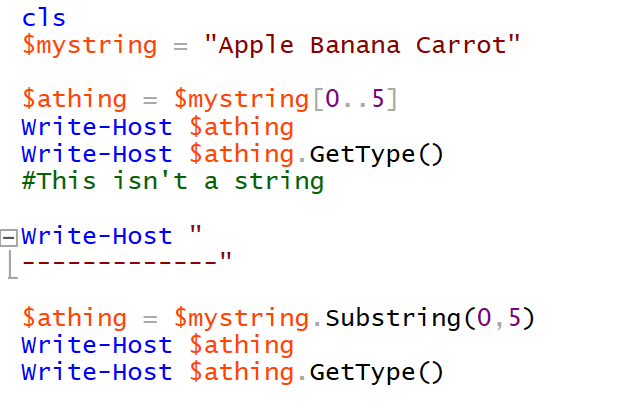 cls
$mystring = "Apple Banana Carrot"
$athing = $mystring[0..5]
Write-Host $athing
Write-Host $athing.GetType()
#This isn't a string
Write-Host "
-------------"
$athing = $mystring.Substring(0,5)
Write-Host $athing
Write-Host $athing.GetType()